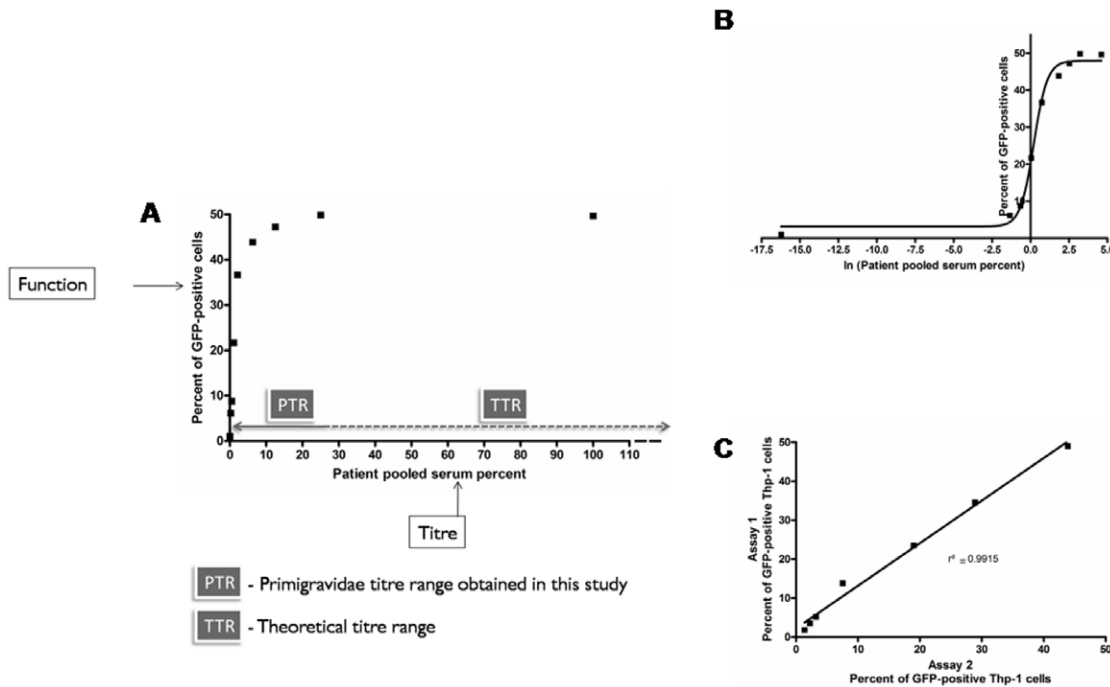 A
Function
Percent of GFP-positive cells
50
40
30
20
10
0
PTR
TTR
0 10 20 30 40 50 60 70 80 90 100 110
Patient pooled serum percent
Titre
PTR - Primigravidae titre range obtained in this study
TTR - Theoretical titre range
B
Percent of GFP-positive cells
50
40
30
20
10
-17.5 -15.0 -12.5 -10.0 -7.5 -5.0 -2.5 0.0 2.5 5.0
ln (Patient pooled serum percent)
C
Assay 1
Percent of GFP-positive Thp-1 cells
50
40
30
20
10
0
r² = 0.9915
0 10 20 30 40 50
Assay 2
Percent of GFP-positive Thp-1 cells